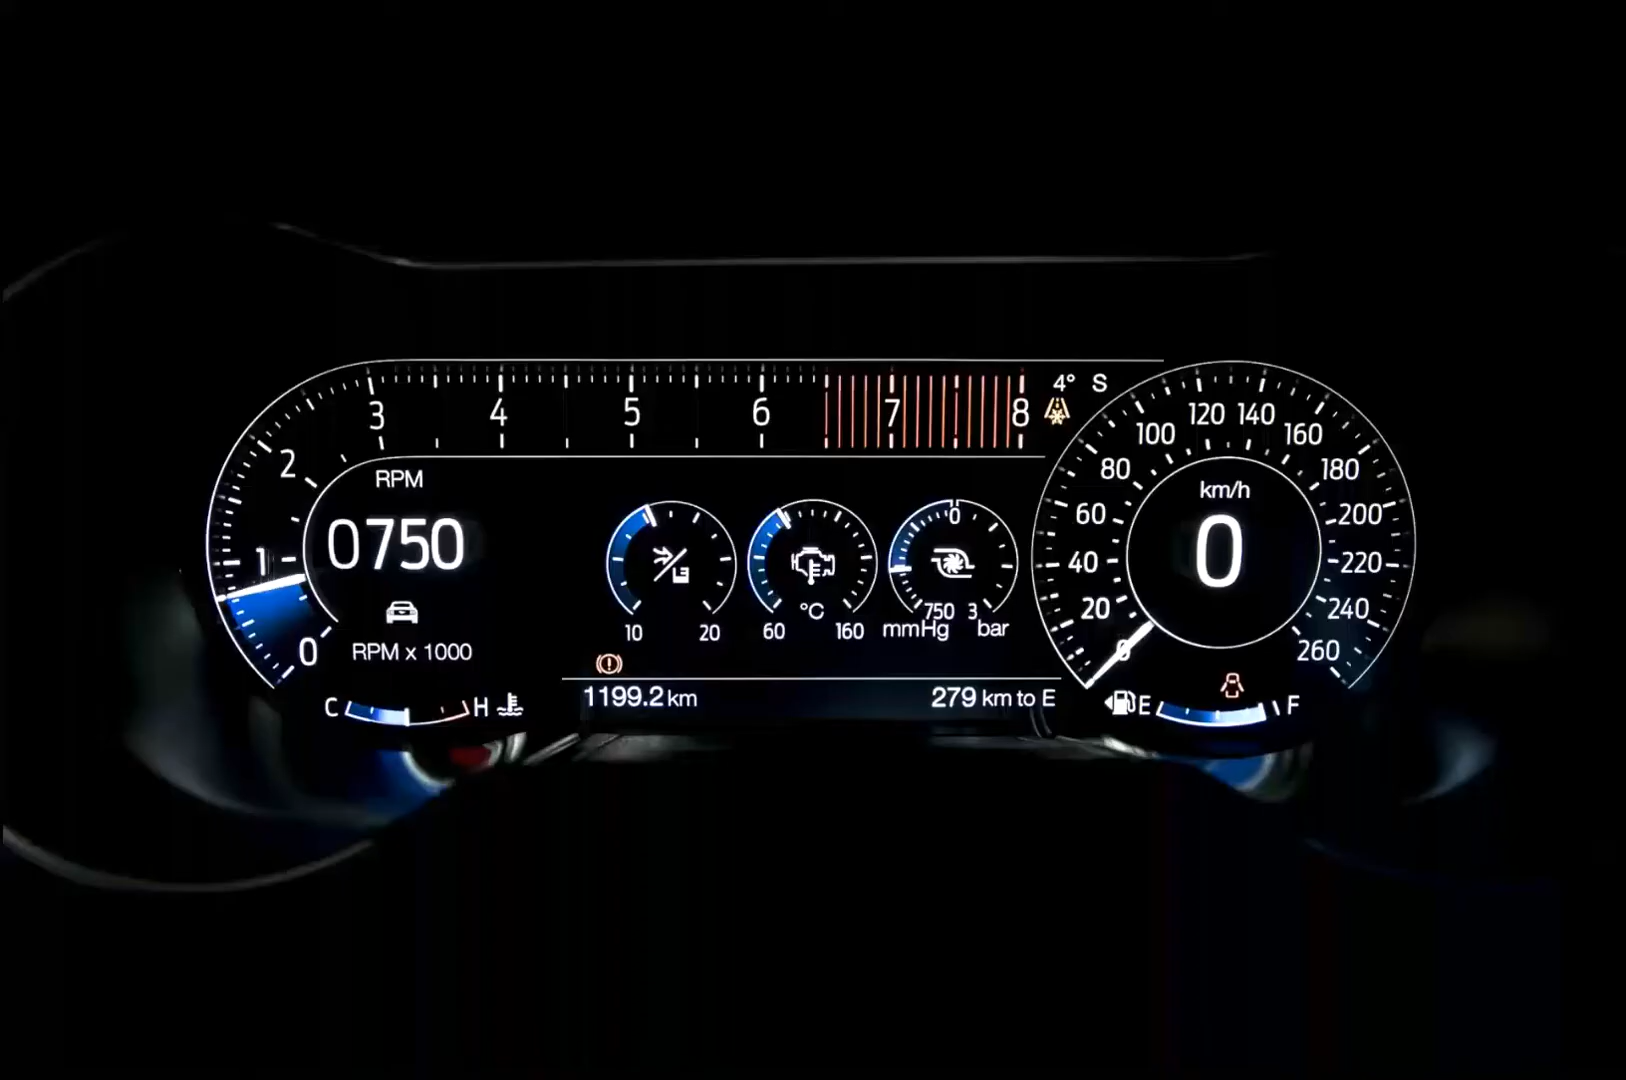 4° S
3 4 5 6 7 8
2
1
0
RPM
0750
RPM x 1000
C H
10 20
°C
60 160
0
750 3
mmHg bar
1199.2 km
279 km to E
120 140
100 160
80 180
60 200
40 220
20 240
0 260
km/h
0
E F